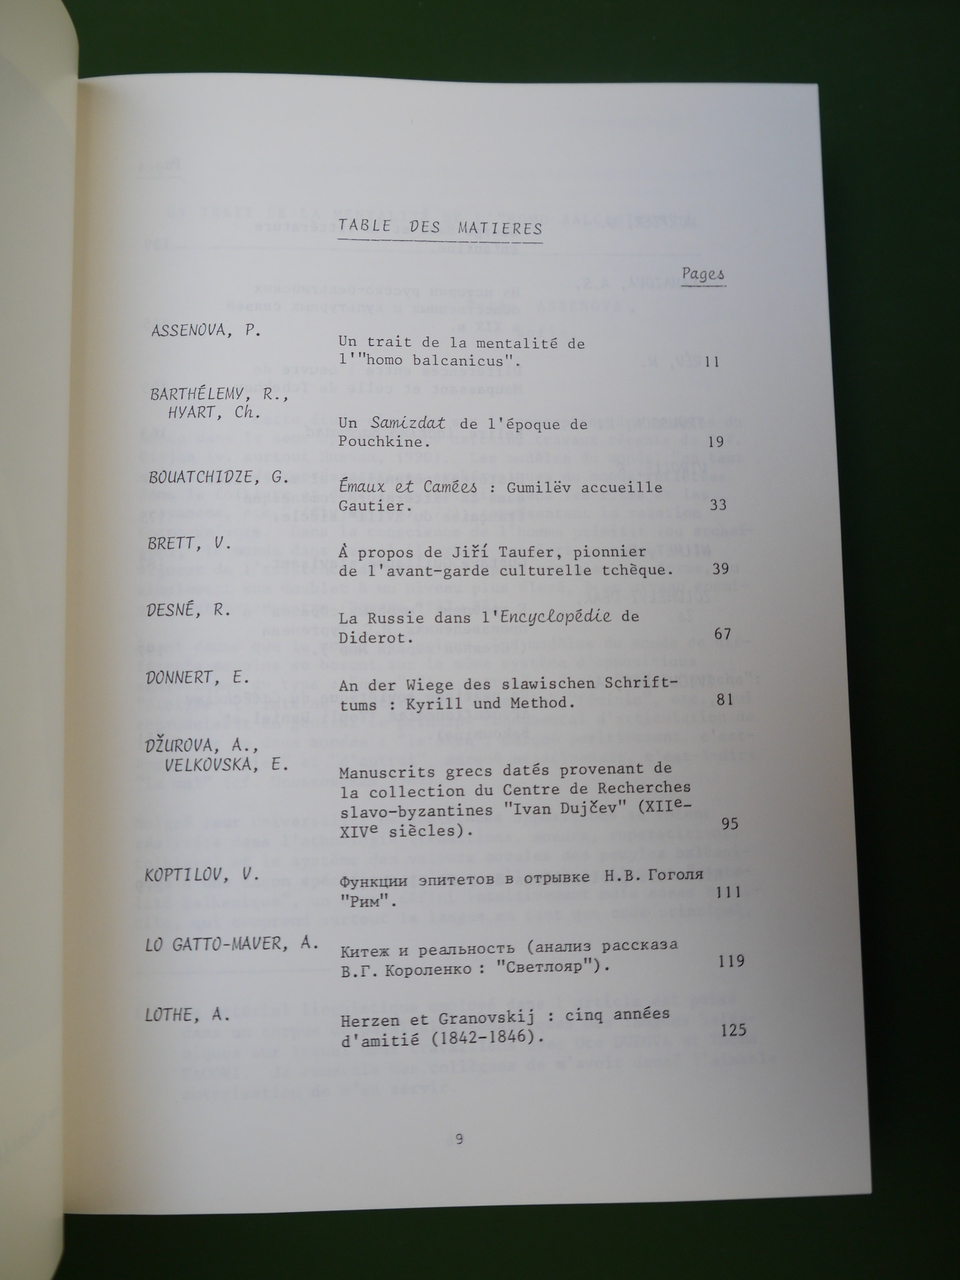 TABLE DES MATIERES
Pages
ASSENOVA, P.
Un trait de la mentalité de
l'"homo balcanicus". 11
BARTHÉLEMY, R.,
HYART, Ch.
Un Samizdat de l'époque de
Pouchkine. 19
BOUATCHIDZE, G.
Émaux et Camées : Gumilëv accueille
Gautier. 33
BRETT, V.
À propos de Jiří Taufer, pionnier
de l'avant-garde culturelle tchèque. 39
DESNÉ, R.
La Russie dans l'Encyclopédie de
Diderot. 67
DONNERT, E.
An der Wiege des slawischen Schrift-
tums : Kyrill und Method. 81
DŽUROVA, A.,
VELKOVSKA, E.
Manuscrits grecs datés provenant de
la collection du Centre de Recherches
slavo-byzantines "Ivan Dujčev" (XIIe-
XIVe siècles). 95
KOPTILOV, V.
Функции эпитетов в отрывке Н.В. Гоголя
"Рим". 111
LO GATTO-MAVER, A.
Китеж и реальность (анализ рассказа
В.Г. Короленко : "Светлояр"). 119
LOTHE, A.
Herzen et Granovskij : cinq années
d'amitié (1842-1846). 125
9